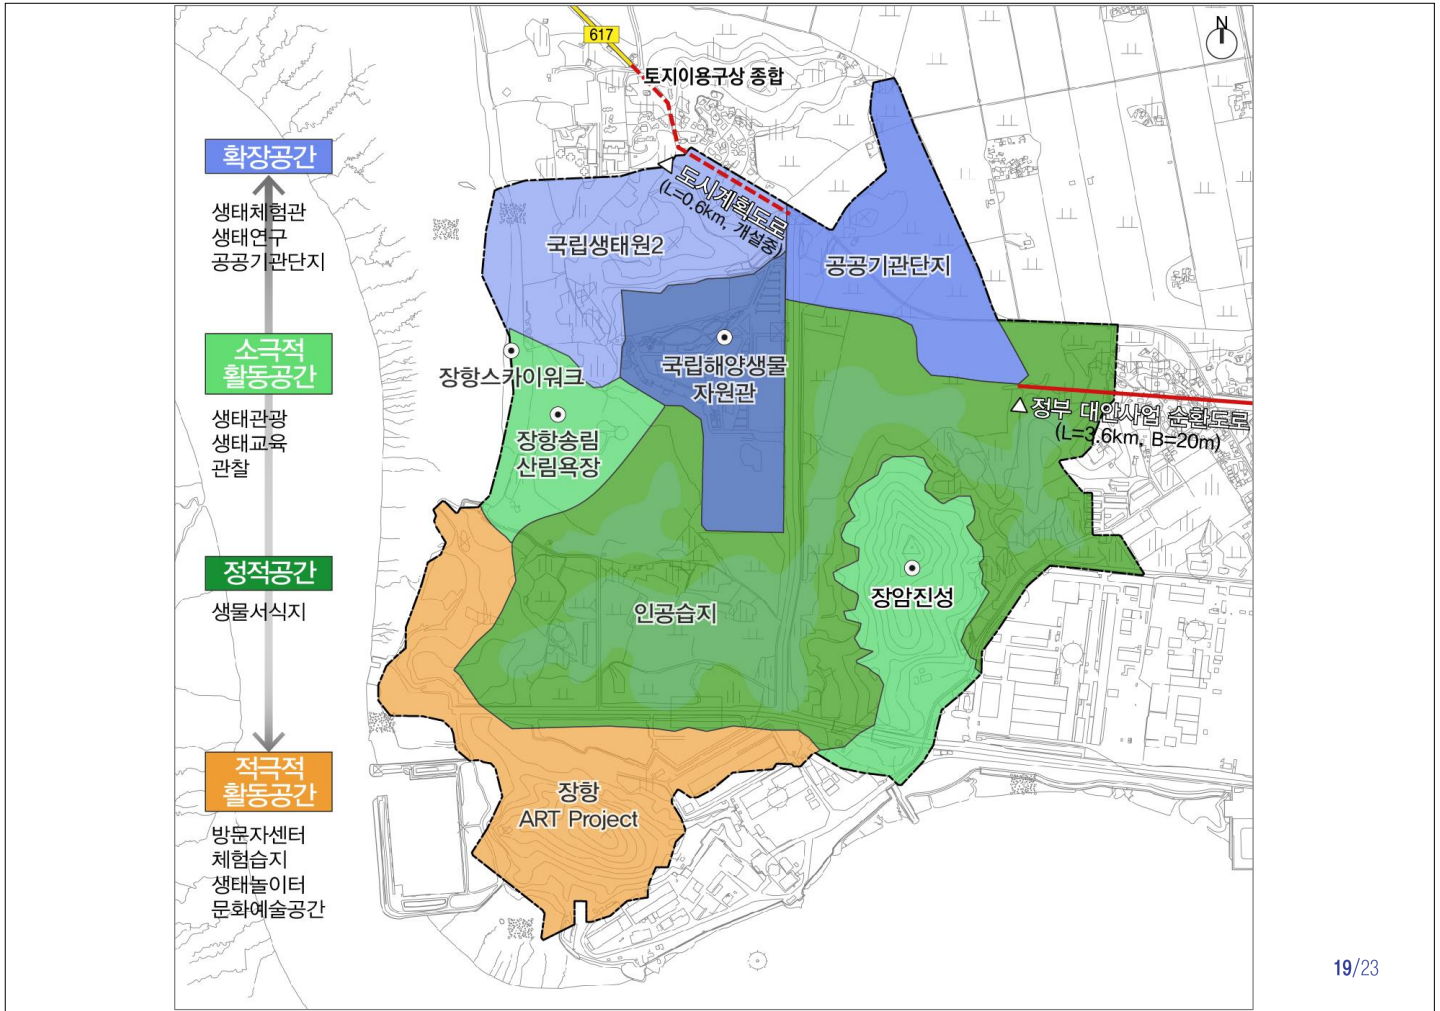 617
N
토지이용구상 종합
확장공간
생태체험관
생태연구
공공기관단지
소극적
활동공간
생태관광
생태교육
관찰
정적공간
생물서식지
적극적
활동공간
방문자센터
체험습지
생태놀이터
문화예술공간
도시계획도로
(L=0.6km, 개설중)
국립생태원2
공공기관단지
국립해양생물
자원관
장항스카이워크
장항송림
산림욕장
정부 대안사업 순환도로
(L=3.6km, B=20m)
장암진성
인공습지
장항
ART Project
19/23